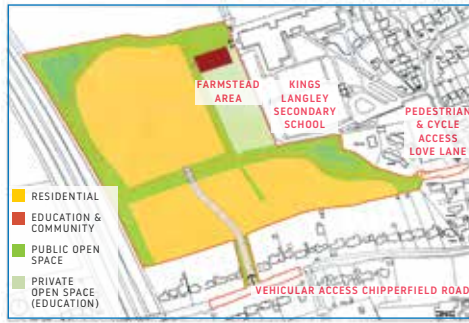 FARMSTEAD
AREA
KINGS
LANGLEY
SECONDARY
SCHOOL
PEDESTRIAN
& CYCLE
ACCESS
LOVE LANE
RESIDENTIAL
EDUCATION &
COMMUNITY
PUBLIC OPEN
SPACE
PRIVATE
OPEN SPACE
(EDUCATION)
VEHICULAR ACCESS CHIPPERFIELD ROAD